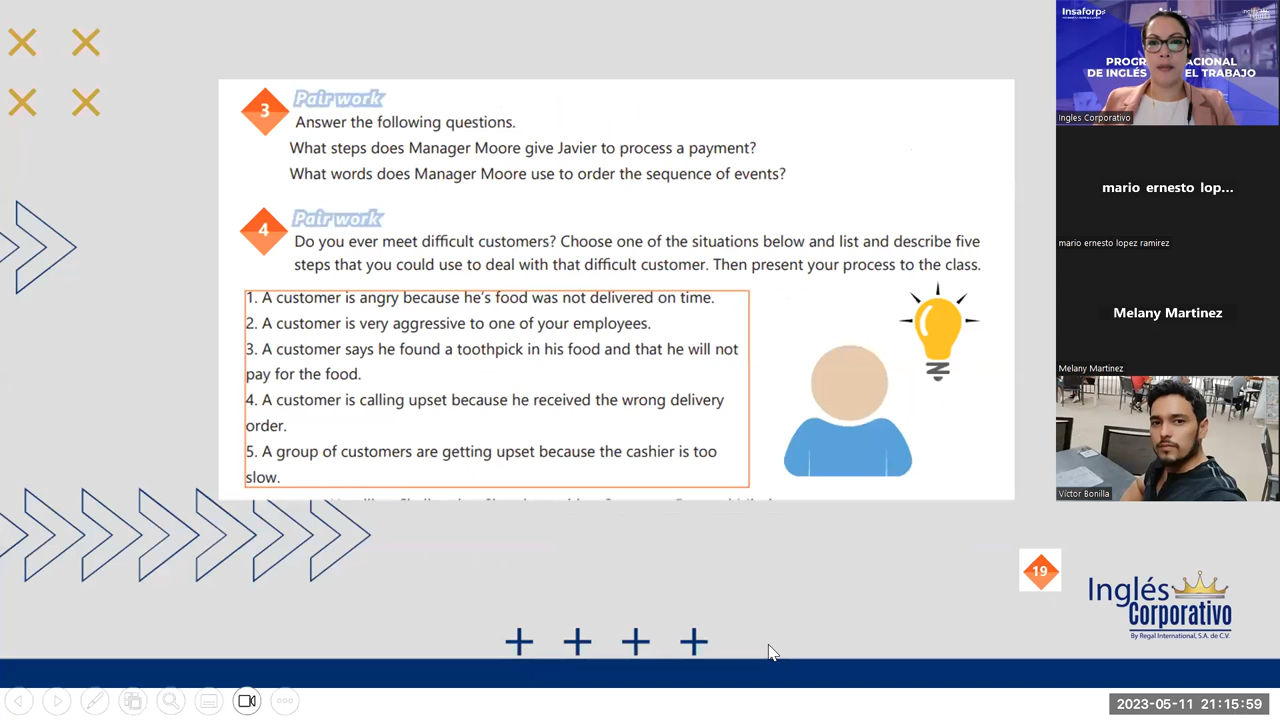 3
Pair work
Answer the following questions.
What steps does Manager Moore give Javier to process a payment?
What words does Manager Moore use to order the sequence of events?
4
Pair work
Do you ever meet difficult customers? Choose one of the situations below and list and describe five
steps that you could use to deal with that difficult customer. Then present your process to the class.
1. A customer is angry because he's food was not delivered on time.
2. A customer is very aggressive to one of your employees.
3. A customer says he found a toothpick in his food and that he will not
pay for the food.
4. A customer is calling upset because he received the wrong delivery
order.
5. A group of customers are getting upset because the cashier is too
slow.
19
Inglés
Corporativo
By Regal International, S.A. de C.V.
Insaforp
PROGR
ACIONAL
DE INGLÉS
EL TRABAJO
Ingles Corporativo
mario ernesto lop...
mario ernesto lopez ramirez
Melany Martinez
Melany Martinez
Víctor Bonilla
2023-05-11 21:15:59